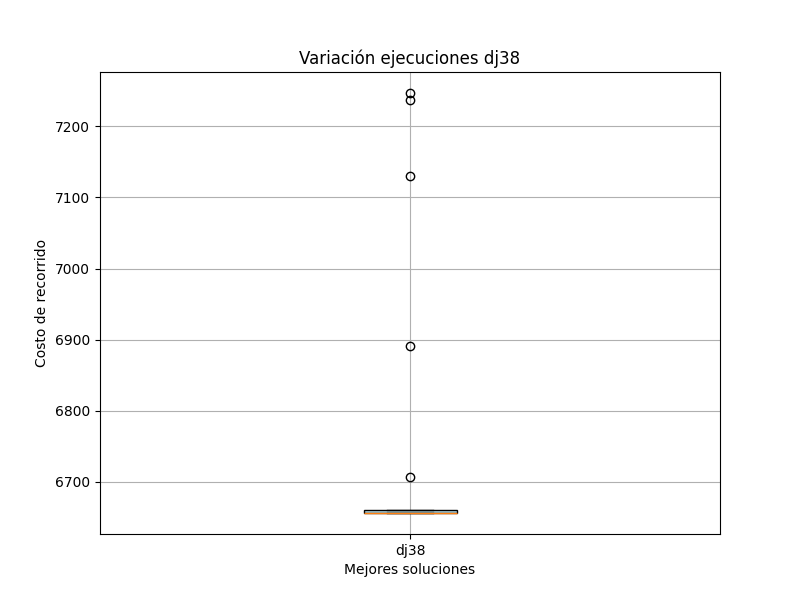 Variación ejecuciones dj38
Costo de recorrido
7200
7100
7000
6900
6800
6700
dj38
Mejores soluciones